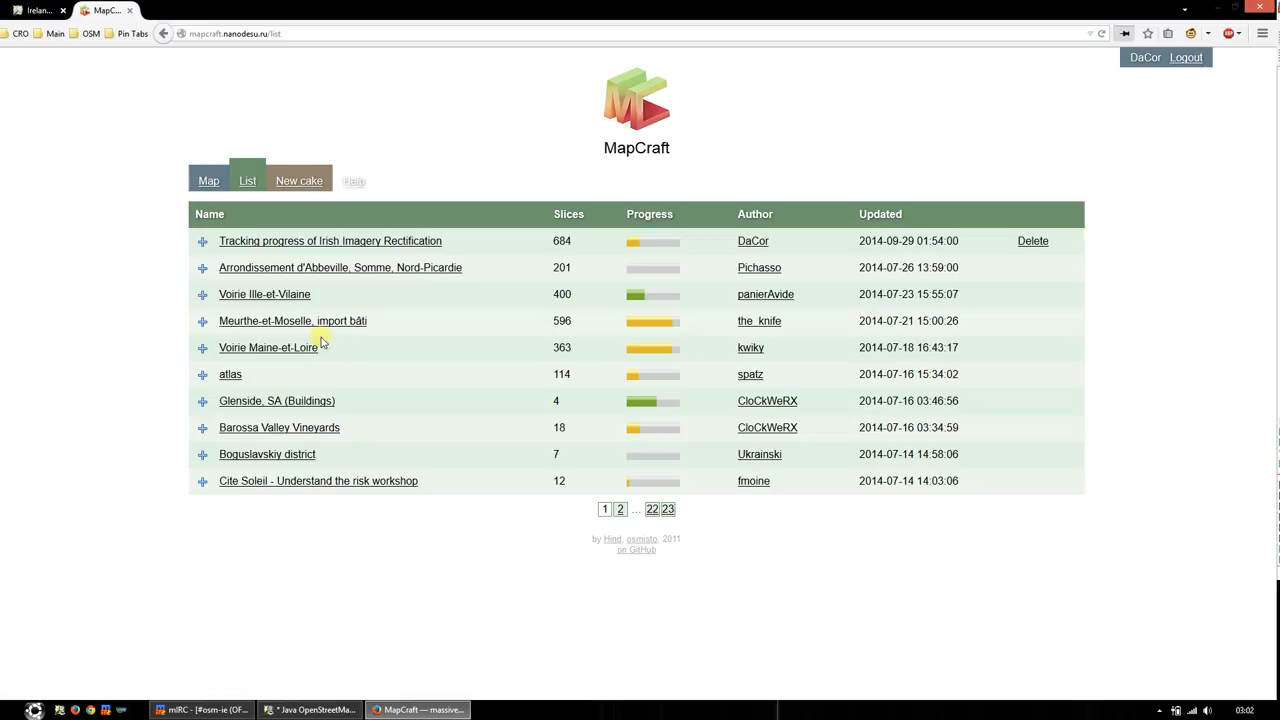 Irelan...
MapC...
CRO Main OSM Pin Tabs mapcraft.nanodesu.ru/list
DaCor Logout
MapCraft
Map List New cake Help
Name Slices Progress Author Updated
Tracking progress of Irish Imagery Rectification 684 DaCor 2014-09-29 01:54:00 Delete
Arrondissement d'Abbeville, Somme, Nord-Picardie 201 Pichasso 2014-07-26 13:59:00
Voirie Ille-et-Vilaine 400 panierAvide 2014-07-23 15:55:07
Meurthe-et-Moselle, import bâti 596 the_knife 2014-07-21 15:00:26
Voirie Maine-et-Loire 363 kwiky 2014-07-18 16:43:17
atlas 114 spatz 2014-07-16 15:34:02
Glenside, SA (Buildings) 4 CloCkWeRX 2014-07-16 03:46:56
Barossa Valley Vineyards 18 CloCkWeRX 2014-07-16 03:34:59
Boguslavskiy district 7 Ukrainski 2014-07-14 14:58:06
Cite Soleil - Understand the risk workshop 12 fmoine 2014-07-14 14:03:06
1 2 ... 22 23
by Hind, osmisto, 2011
on GitHub
mIRC - [#osm-ie (OF... * Java OpenStreetMa... MapCraft — massive... 03:02